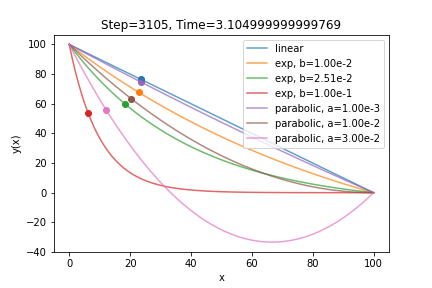 Step=3105, Time=3.104999999999769
100
80
60
40
20
0
−20
−40
y(x)
linear
exp, b=1.00e-2
exp, b=2.51e-2
exp, b=1.00e-1
parabolic, a=1.00e-3
parabolic, a=1.00e-2
parabolic, a=3.00e-2
0 20 40 60 80 100
x